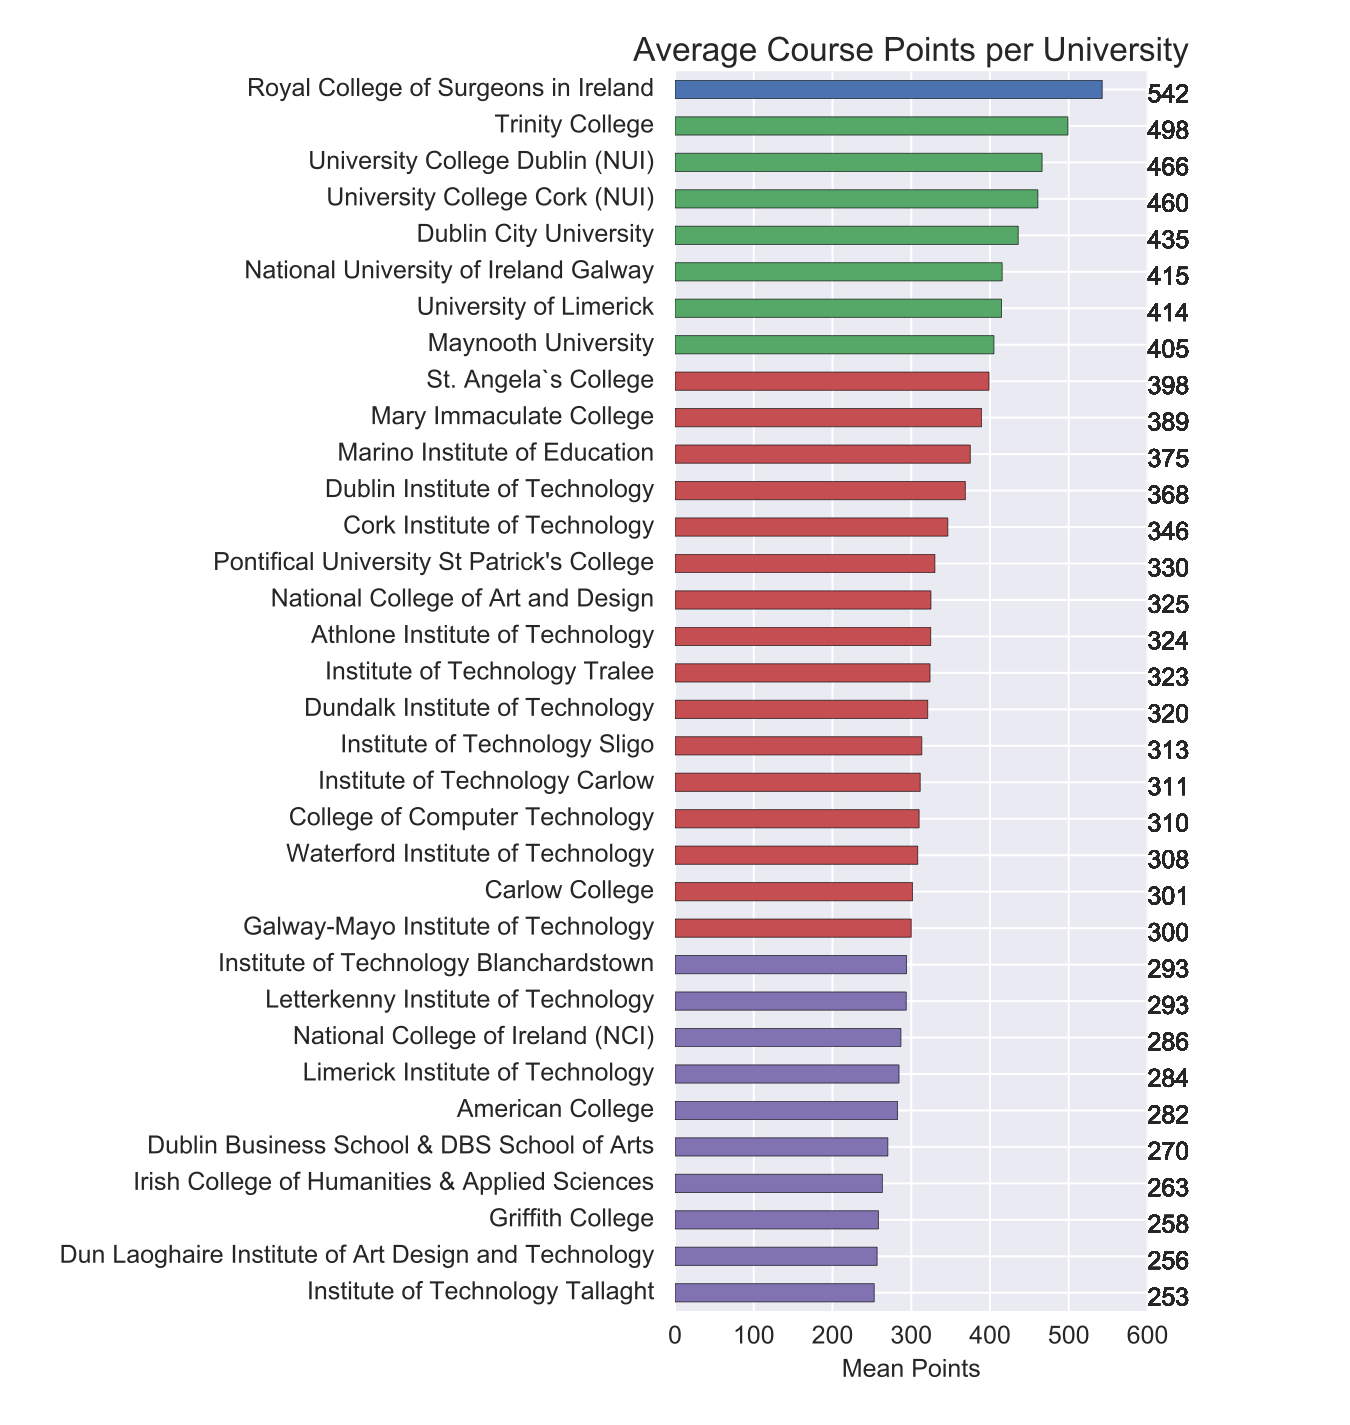 Average Course Points per University
Royal College of Surgeons in Ireland 542
Trinity College 498
University College Dublin (NUI) 466
University College Cork (NUI) 460
Dublin City University 435
National University of Ireland Galway 415
University of Limerick 414
Maynooth University 405
St. Angela`s College 398
Mary Immaculate College 389
Marino Institute of Education 375
Dublin Institute of Technology 368
Cork Institute of Technology 346
Pontifical University St Patrick's College 330
National College of Art and Design 325
Athlone Institute of Technology 324
Institute of Technology Tralee 323
Dundalk Institute of Technology 320
Institute of Technology Sligo 313
Institute of Technology Carlow 311
College of Computer Technology 310
Waterford Institute of Technology 308
Carlow College 301
Galway-Mayo Institute of Technology 300
Institute of Technology Blanchardstown 293
Letterkenny Institute of Technology 293
National College of Ireland (NCI) 286
Limerick Institute of Technology 284
American College 282
Dublin Business School & DBS School of Arts 270
Irish College of Humanities & Applied Sciences 263
Griffith College 258
Dun Laoghaire Institute of Art Design and Technology 256
Institute of Technology Tallaght 253
0 100 200 300 400 500 600
Mean Points